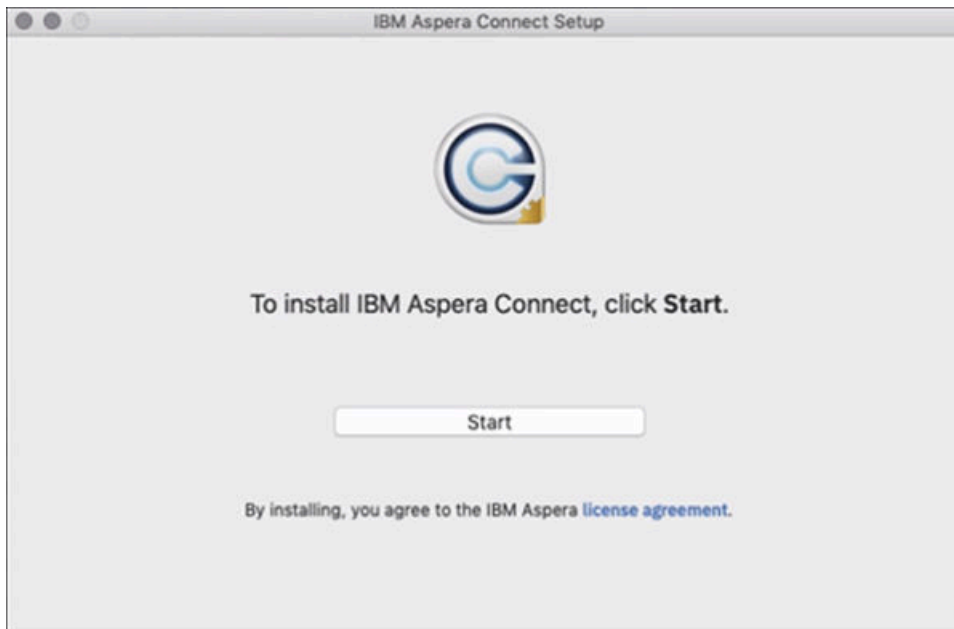 IBM Aspera Connect Setup
To install IBM Aspera Connect, click Start.
Start
By installing, you agree to the IBM Aspera license agreement.